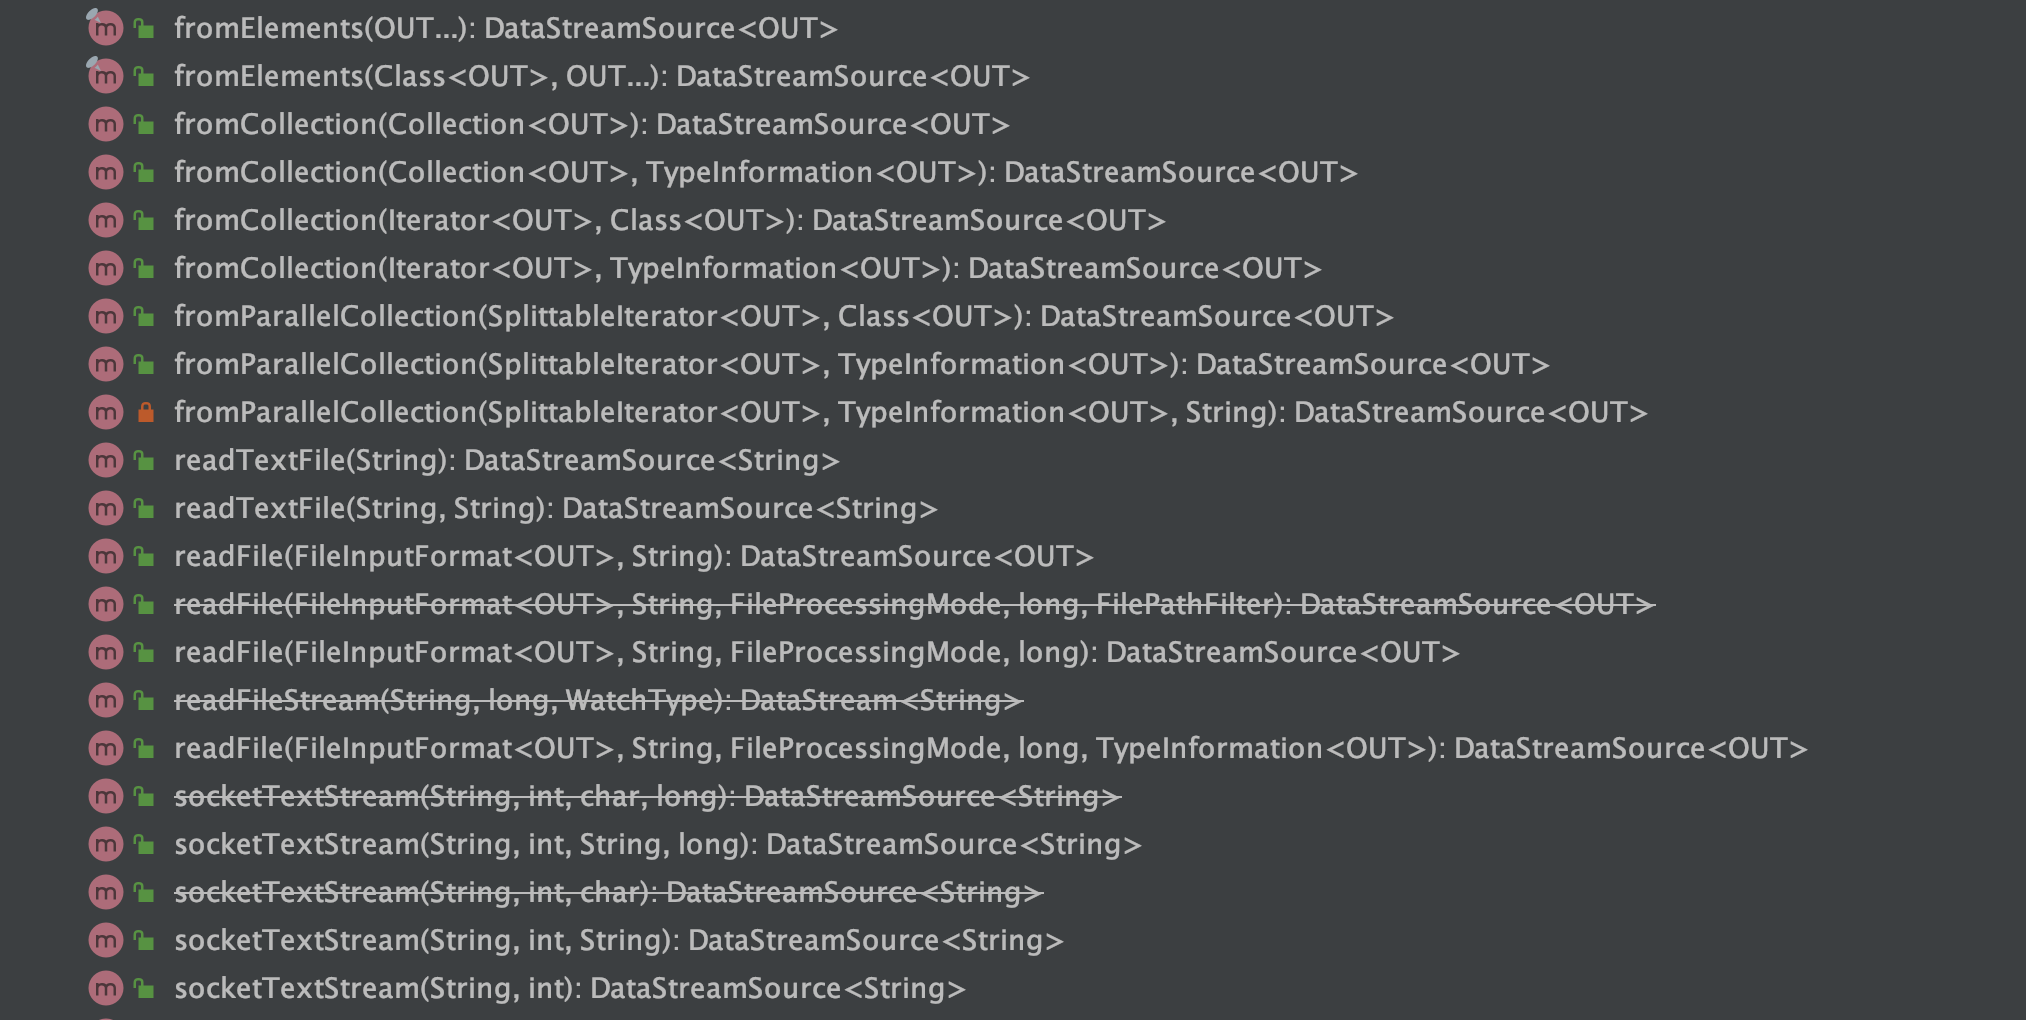 m fromElements(OUT...): DataStreamSource<OUT>
m fromElements(Class<OUT>, OUT...): DataStreamSource<OUT>
m fromCollection(Collection<OUT>): DataStreamSource<OUT>
m fromCollection(Collection<OUT>, TypeInformation<OUT>): DataStreamSource<OUT>
m fromCollection(Iterator<OUT>, Class<OUT>): DataStreamSource<OUT>
m fromCollection(Iterator<OUT>, TypeInformation<OUT>): DataStreamSource<OUT>
m fromParallelCollection(SplittableIterator<OUT>, Class<OUT>): DataStreamSource<OUT>
m fromParallelCollection(SplittableIterator<OUT>, TypeInformation<OUT>): DataStreamSource<OUT>
m fromParallelCollection(SplittableIterator<OUT>, TypeInformation<OUT>, String): DataStreamSource<OUT>
m readTextFile(String): DataStreamSource<String>
m readTextFile(String, String): DataStreamSource<String>
m readFile(FileInputFormat<OUT>, String): DataStreamSource<OUT>
m readFile(FileInputFormat<OUT>, String, FileProcessingMode, long, FilePathFilter): DataStreamSource<OUT>
m readFile(FileInputFormat<OUT>, String, FileProcessingMode, long): DataStreamSource<OUT>
m readFileStream(String, long, WatchType): DataStream<String>
m readFile(FileInputFormat<OUT>, String, FileProcessingMode, long, TypeInformation<OUT>): DataStreamSource<OUT>
m socketTextStream(String, int, char, long): DataStreamSource<String>
m socketTextStream(String, int, String, long): DataStreamSource<String>
m socketTextStream(String, int, char): DataStreamSource<String>
m socketTextStream(String, int, String): DataStreamSource<String>
m socketTextStream(String, int): DataStreamSource<String>